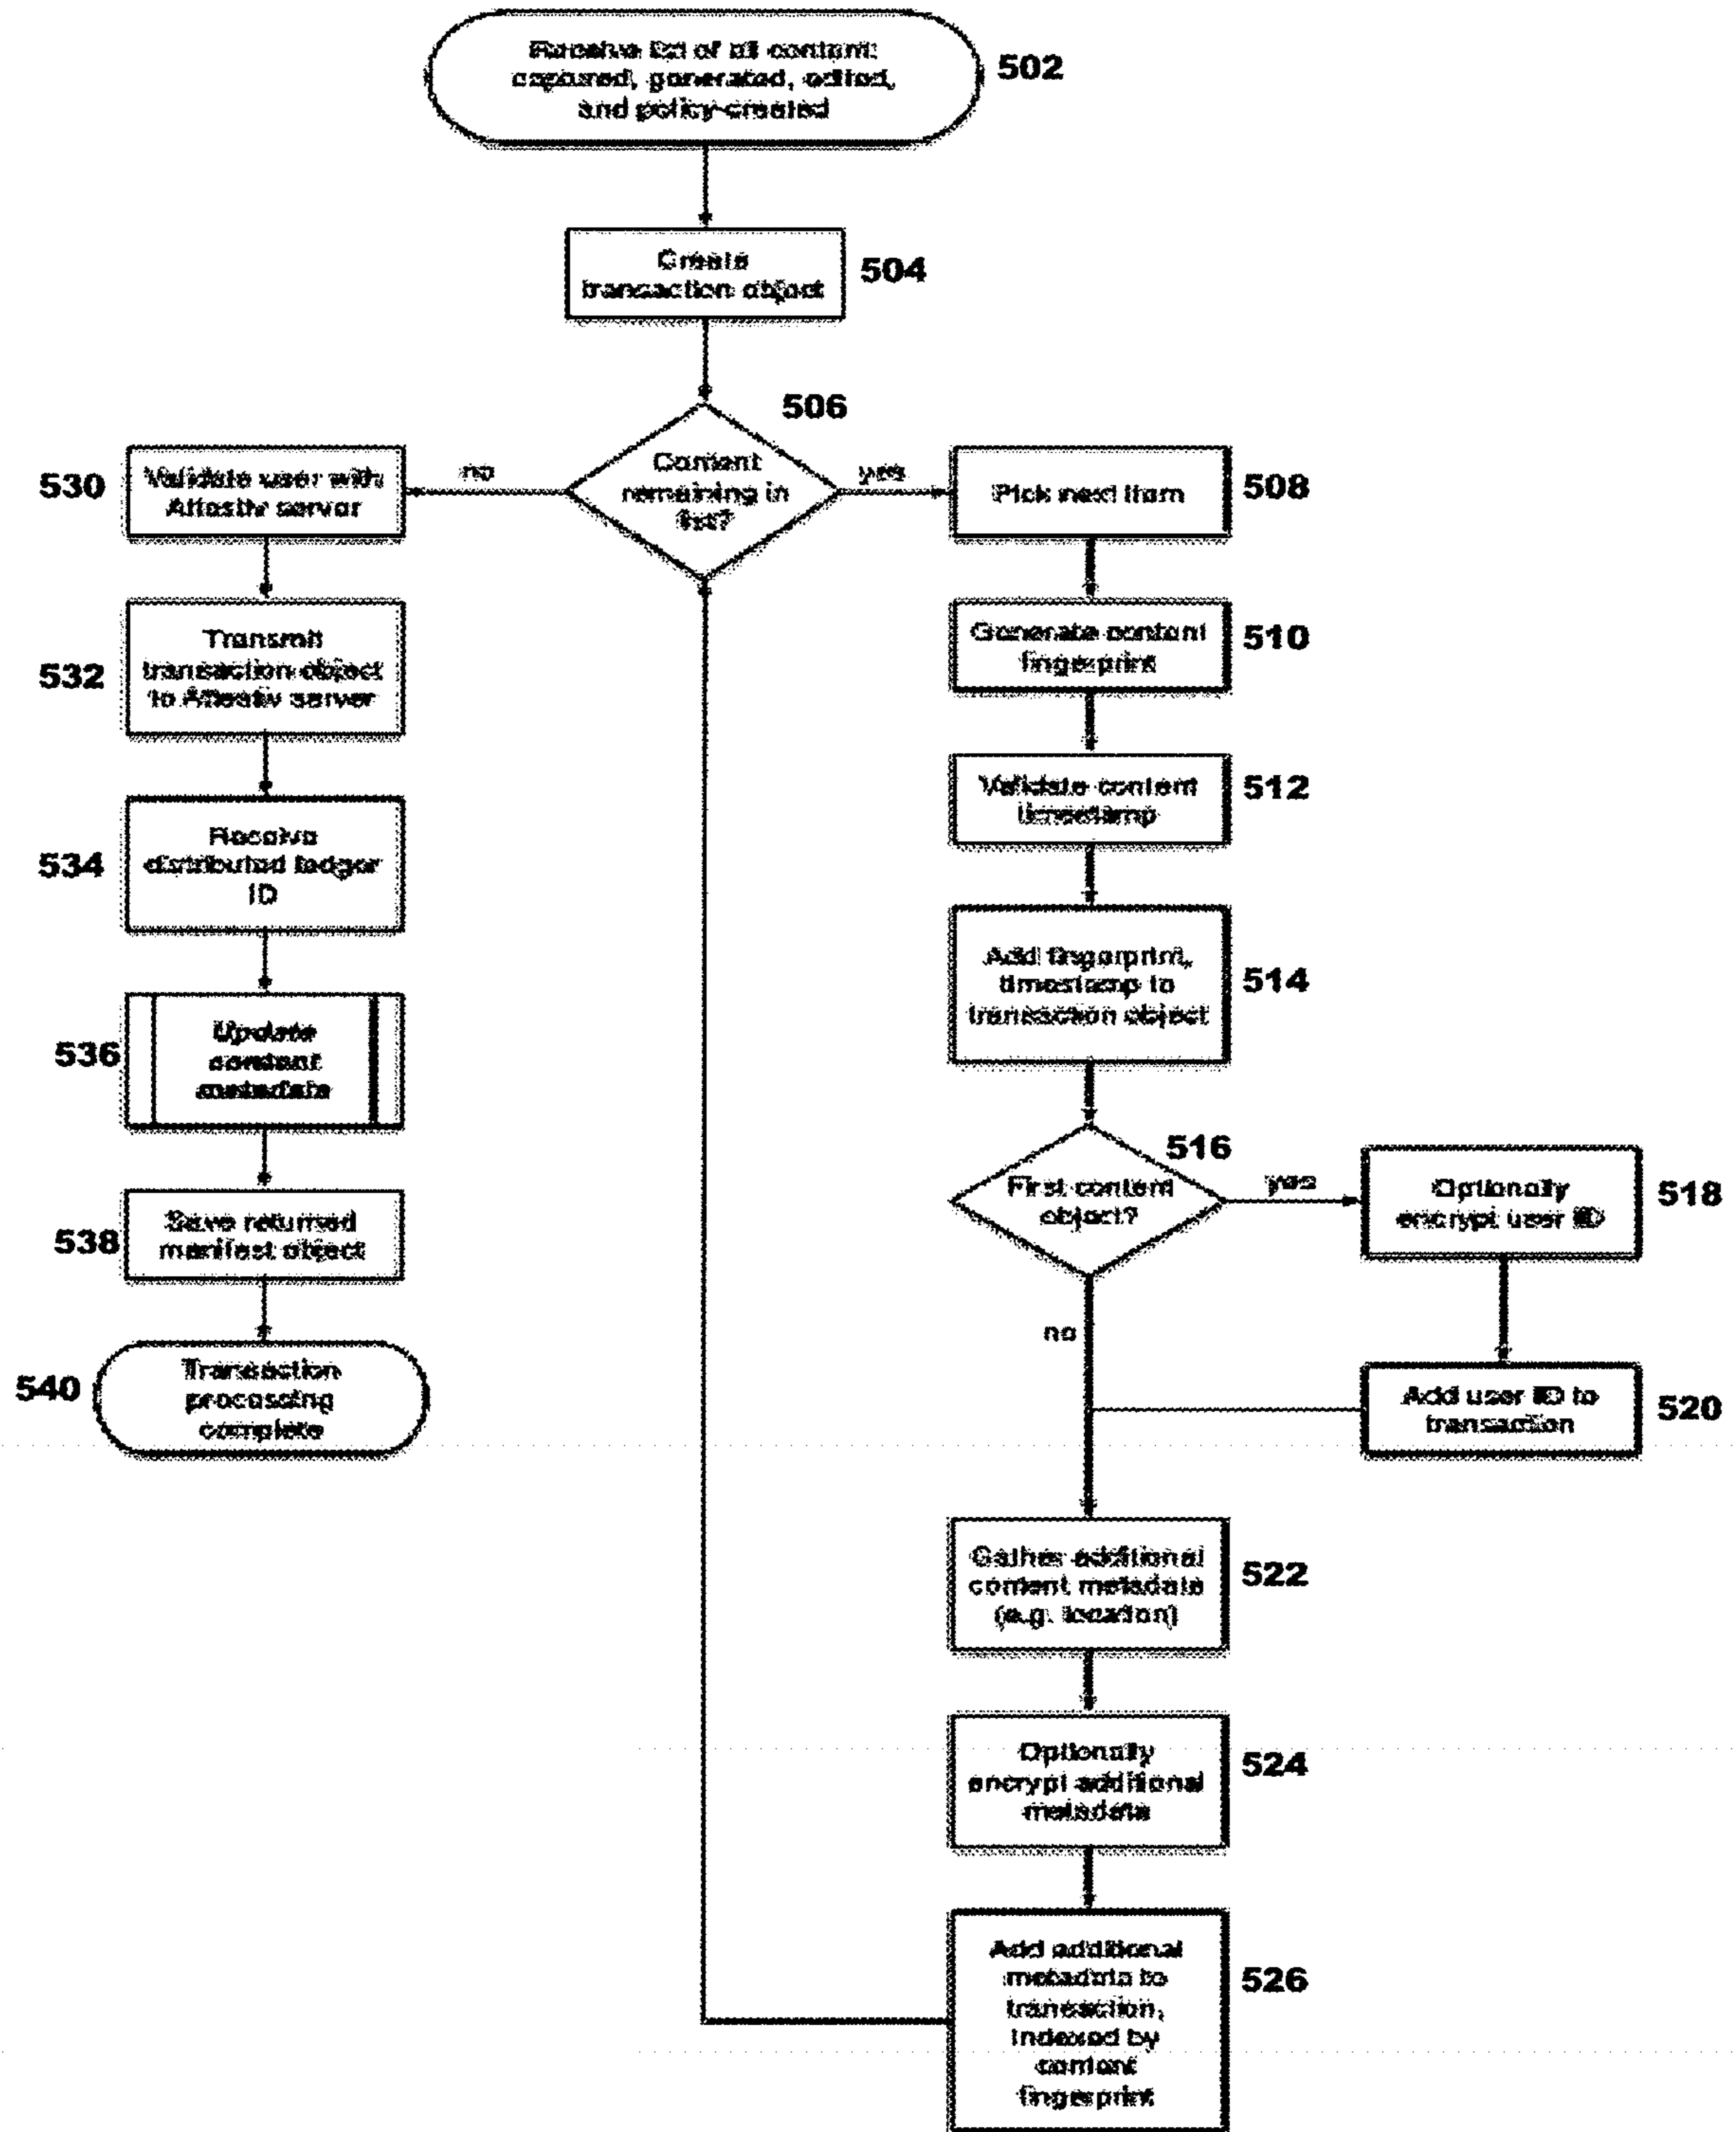 Receive list of all content:
captured, generated, edited,
and policy-created
502
Create
transaction object
504
506
Content
remaining in
list?
no
yes
530
Validate user with
Attestiv server
Pick next item
508
532
Transmit
transaction object
to Attestiv server
Generate content
fingerprint
510
Validate content
timestamp
512
534
Receive
distributed ledger
ID
Add fingerprint,
timestamp to
transaction object
514
536
Update
content
metadata
516
First content
object?
yes
no
Optionally
encrypt user ID
518
538
Save returned
manifest object
540
Transaction
processing
complete
Add user ID to
transaction
520
Gather additional
content metadata
(e.g. location)
522
Optionally
encrypt additional
metadata
524
Add additional
metadata to
transaction,
indexed by
content
fingerprint
526